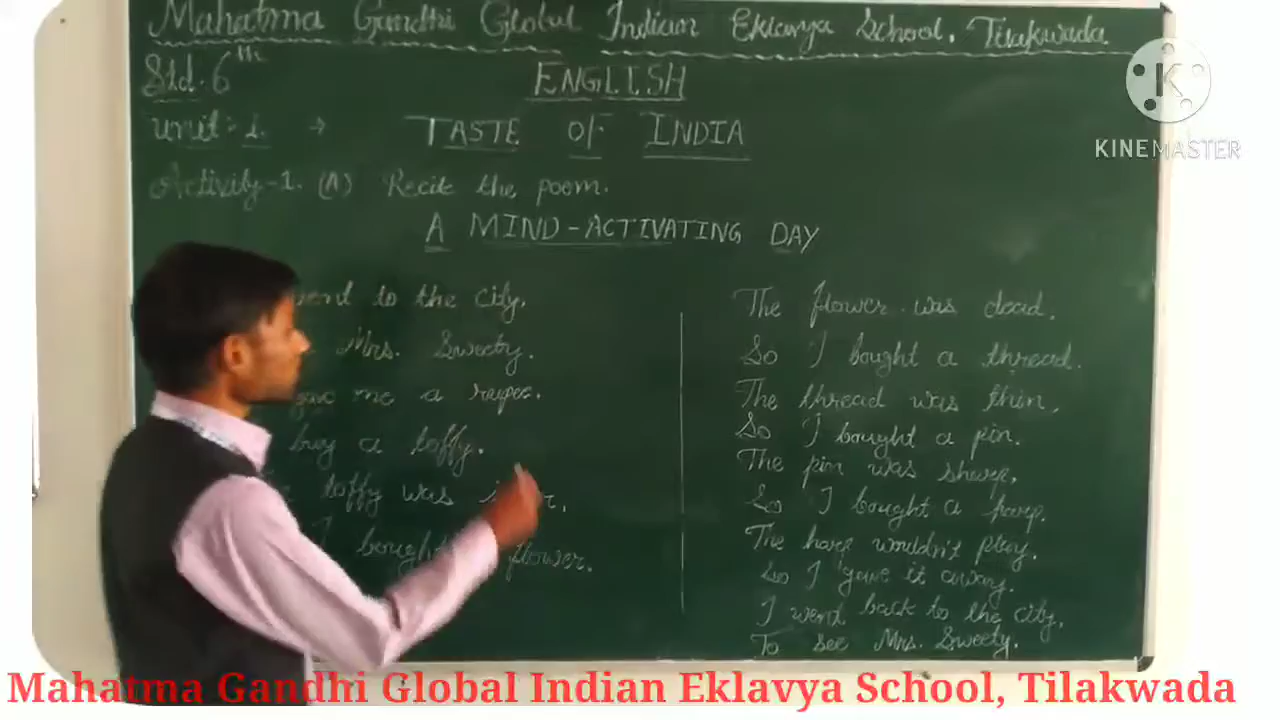 Mahatma Gandhi Global Indian Eklavya School, Tilakwada.
Std. 6th
ENGLISH
Unit:- 1. → TASTE OF INDIA
Activity-1. (A) Recite the poem.
A MIND-ACTIVATING DAY
went to the city,
Mrs. Sweety.
gave me a rupee.
buy a toffy.
toffy was
I bought flower.
The flower was dead.
So I bought a thread.
The thread was thin,
So I bought a pin.
The pin was sharp,
So I bought a harp.
The harp wouldn't play.
So I gave it away.
I went back to the city,
To see Mrs. Sweety.
K
KINEMASTER
Mahatma Gandhi Global Indian Eklavya School, Tilakwada